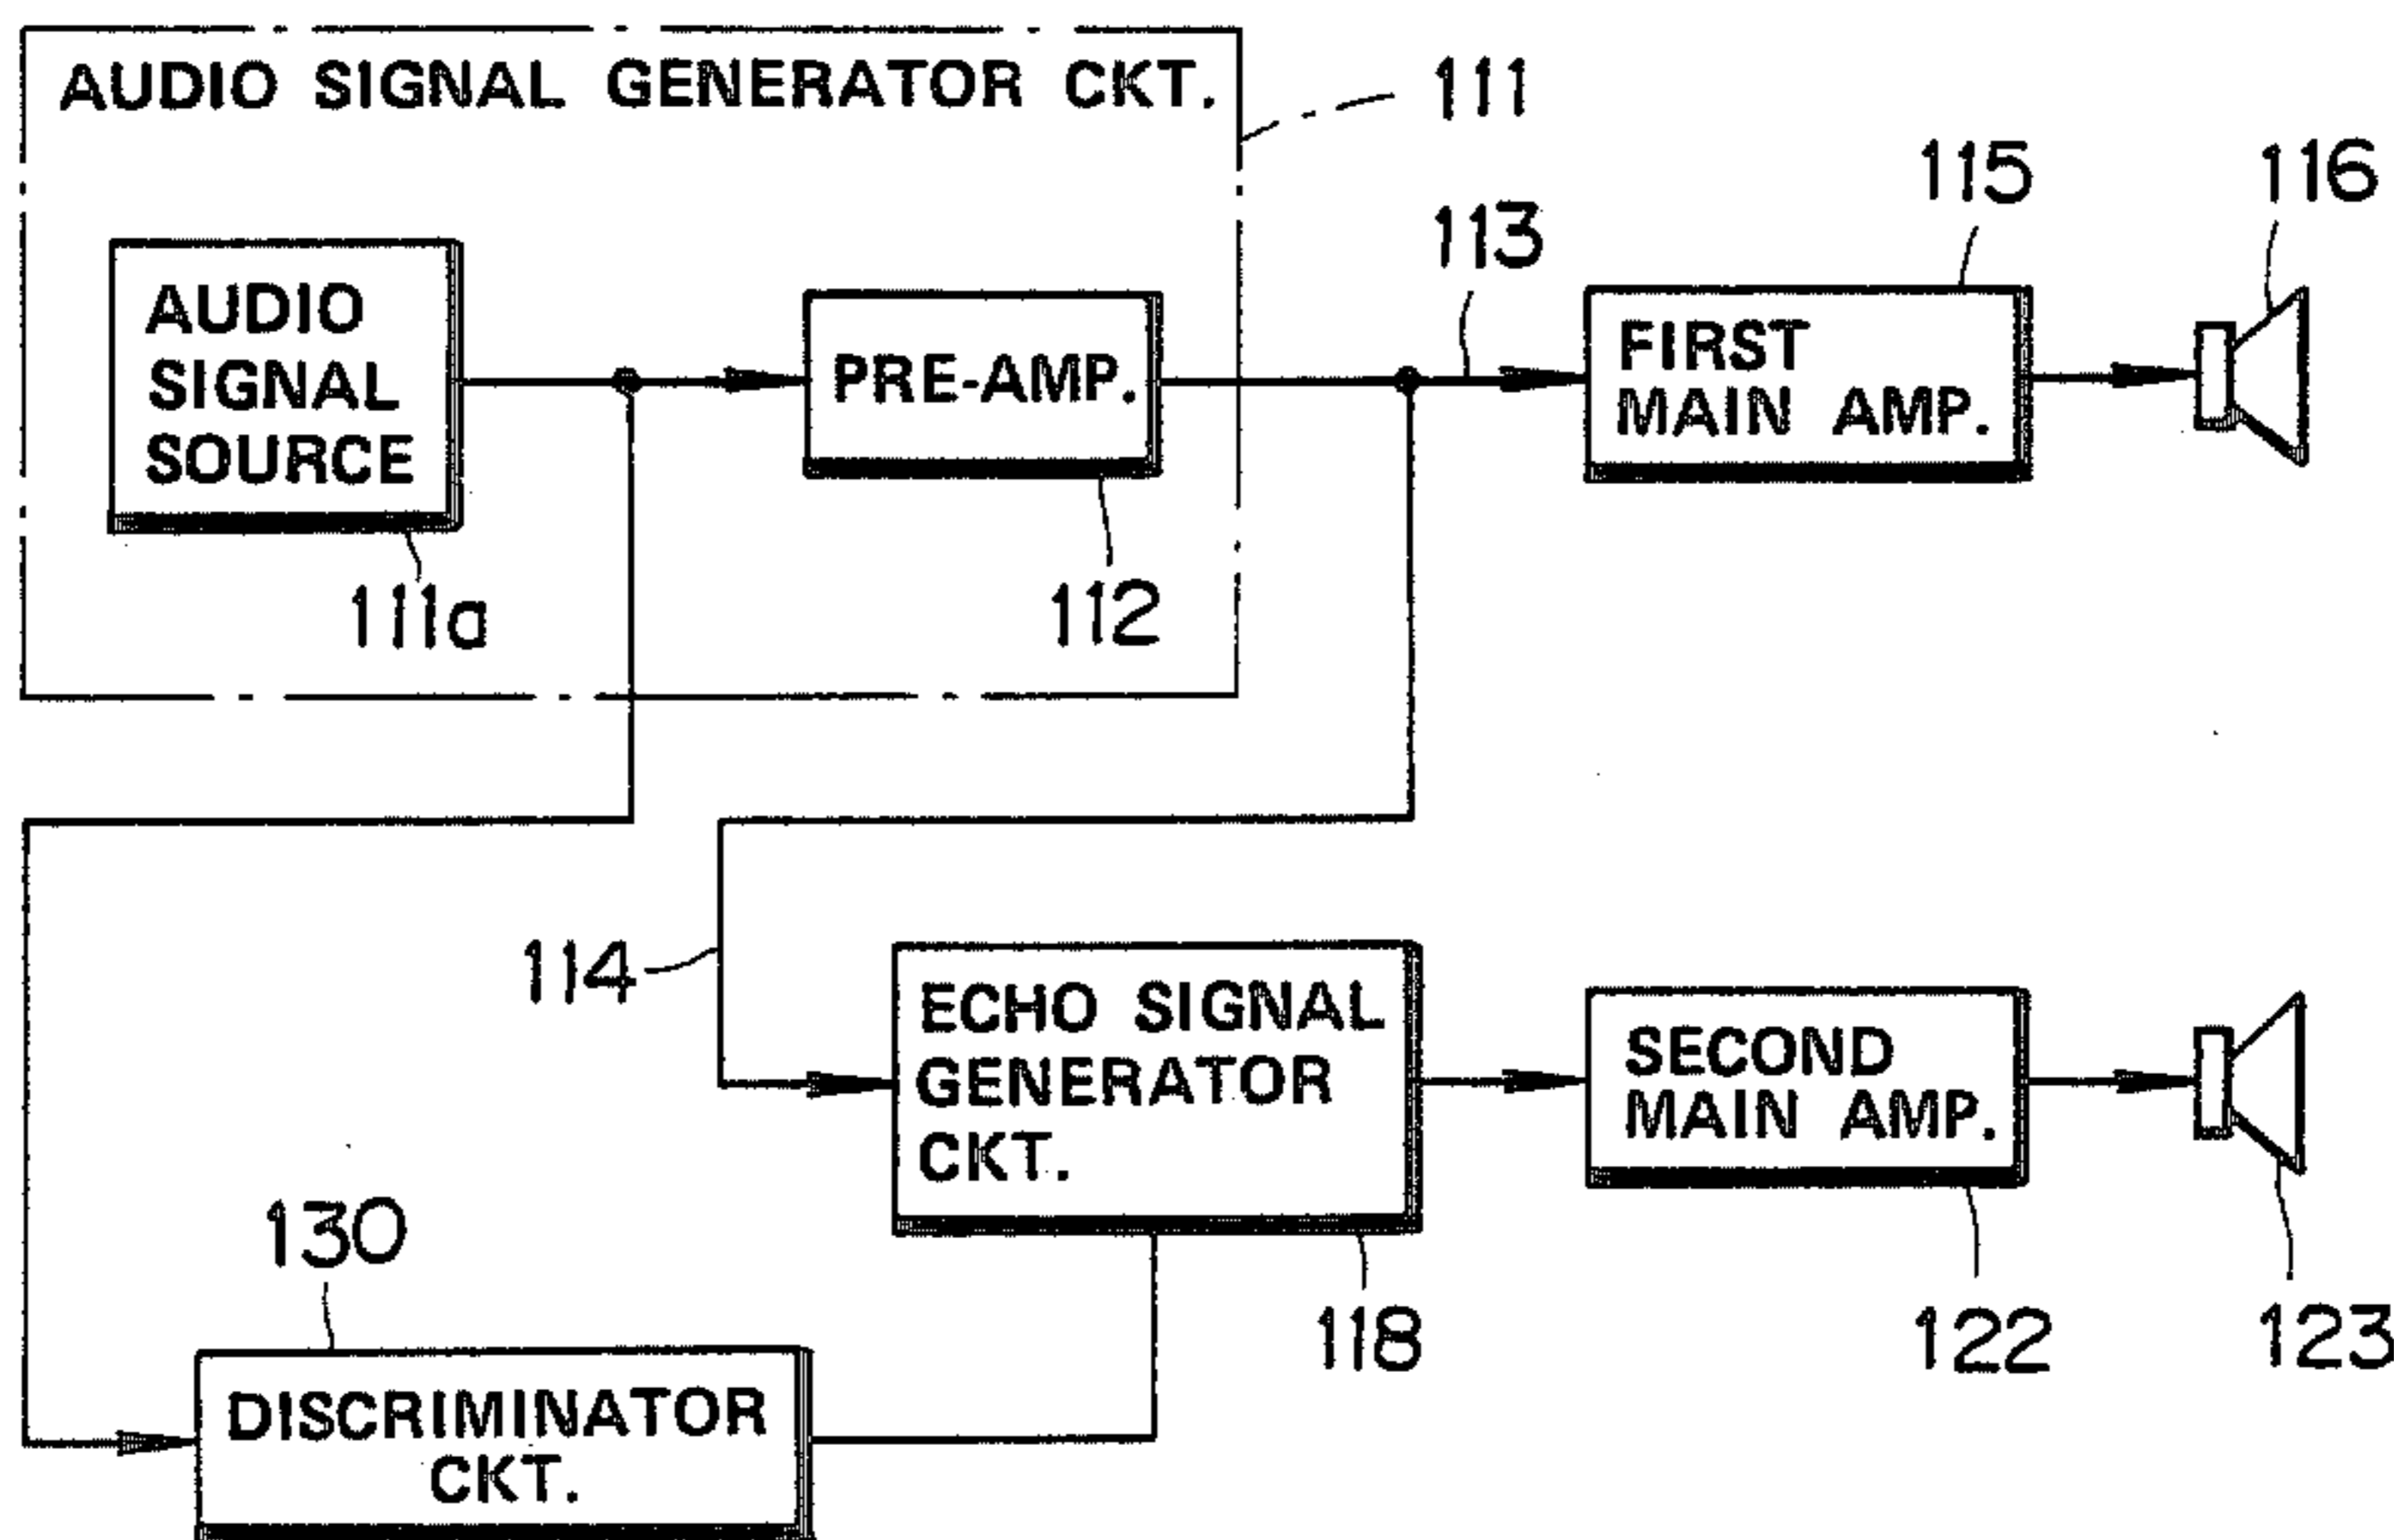 AUDIO SIGNAL GENERATOR CKT.
111
115
116
113
AUDIO
SIGNAL
SOURCE
PRE-AMP.
FIRST
MAIN AMP.
111a
112
114
ECHO SIGNAL
GENERATOR
CKT.
SECOND
MAIN AMP.
130
118
122
123
DISCRIMINATOR
CKT.